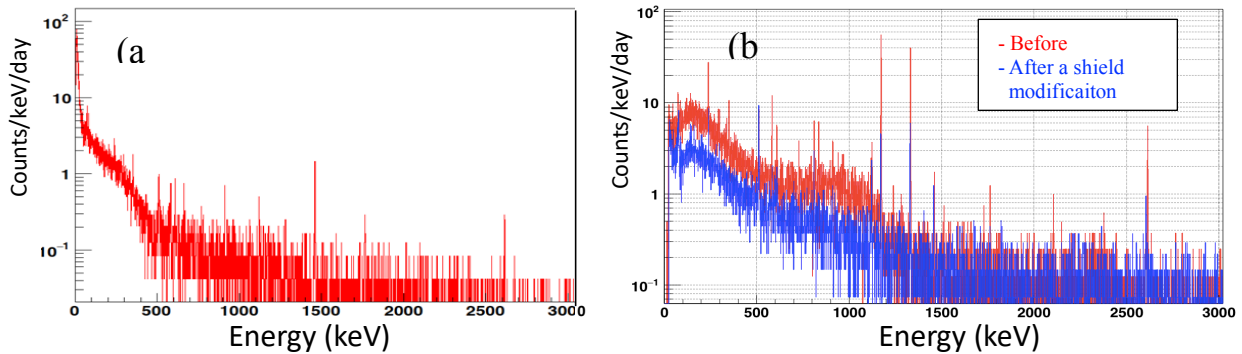 (a
Counts/keV/day
10²
10
1
10⁻¹
0 500 1000 1500 2000 2500 3000
Energy (keV)
(b
- Before
- After a shield
modificaiton
Counts/keV/day
10²
10
1
10⁻¹
0 500 1000 1500 2000 2500 3000
Energy (keV)